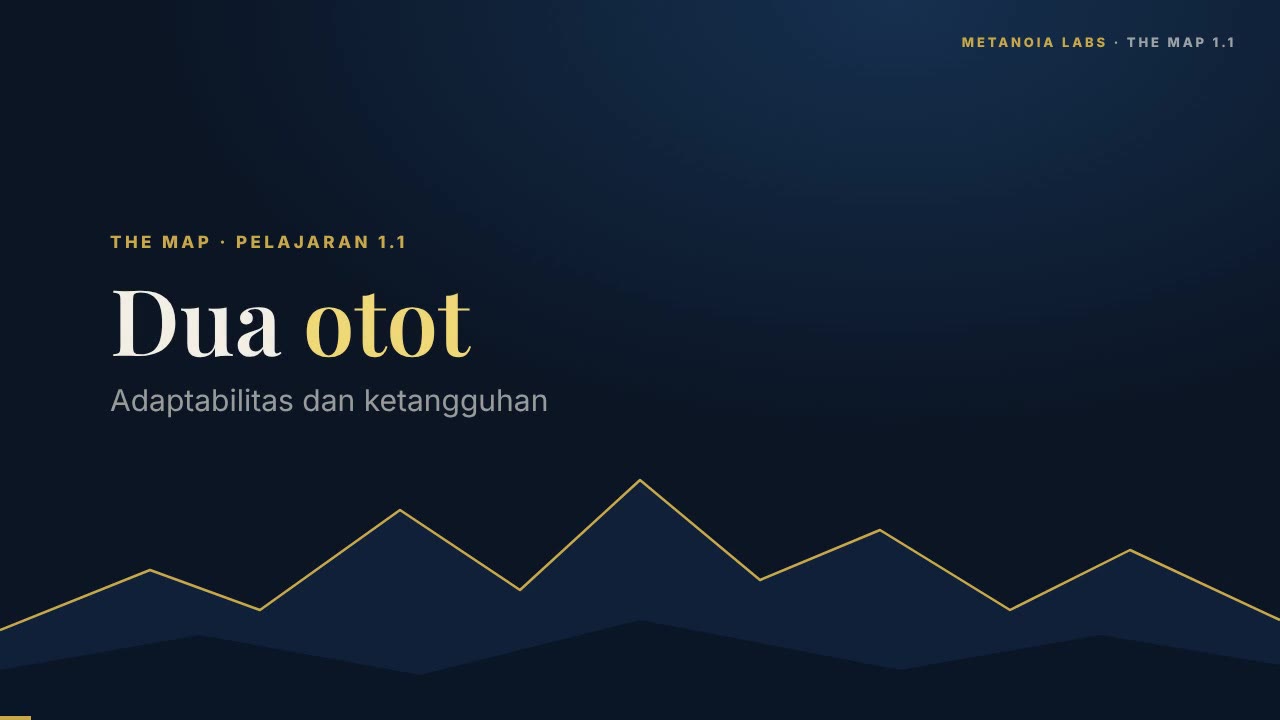 METANOIA LABS · THE MAP 1.1
THE MAP · PELAJARAN 1.1
Dua otot
Adaptabilitas dan ketangguhan